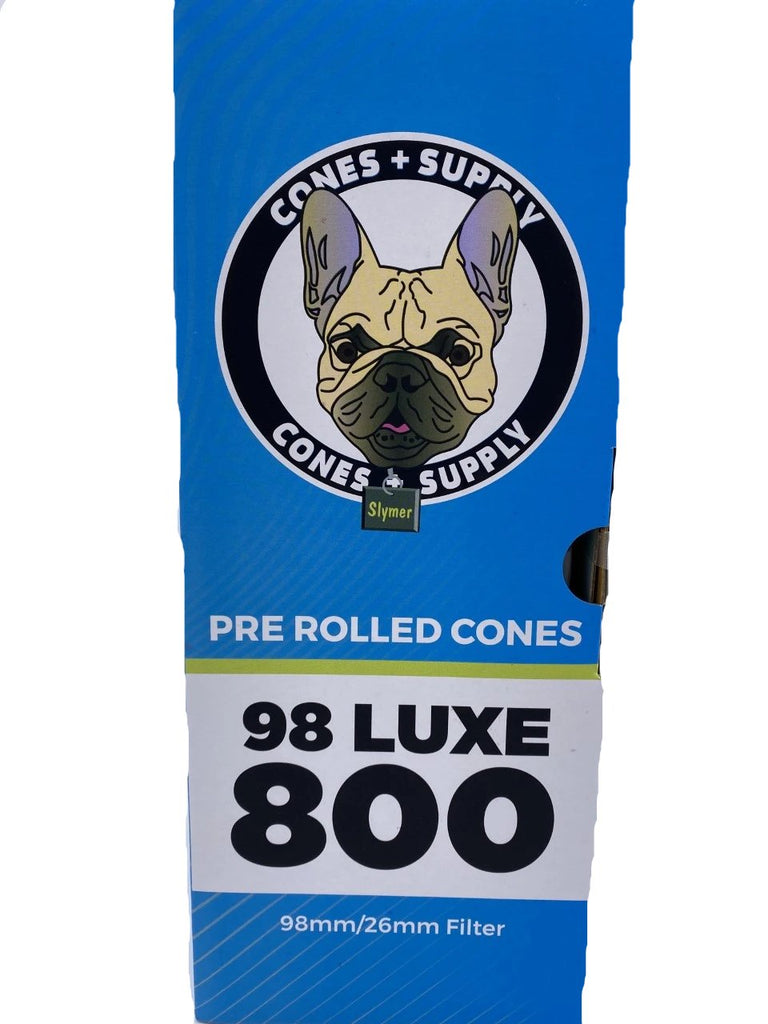 CONES + SUPPLY
CONES + SUPPLY
Slymer
PRE ROLLED CONES
98 LUXE
800
98mm/26mm Filter